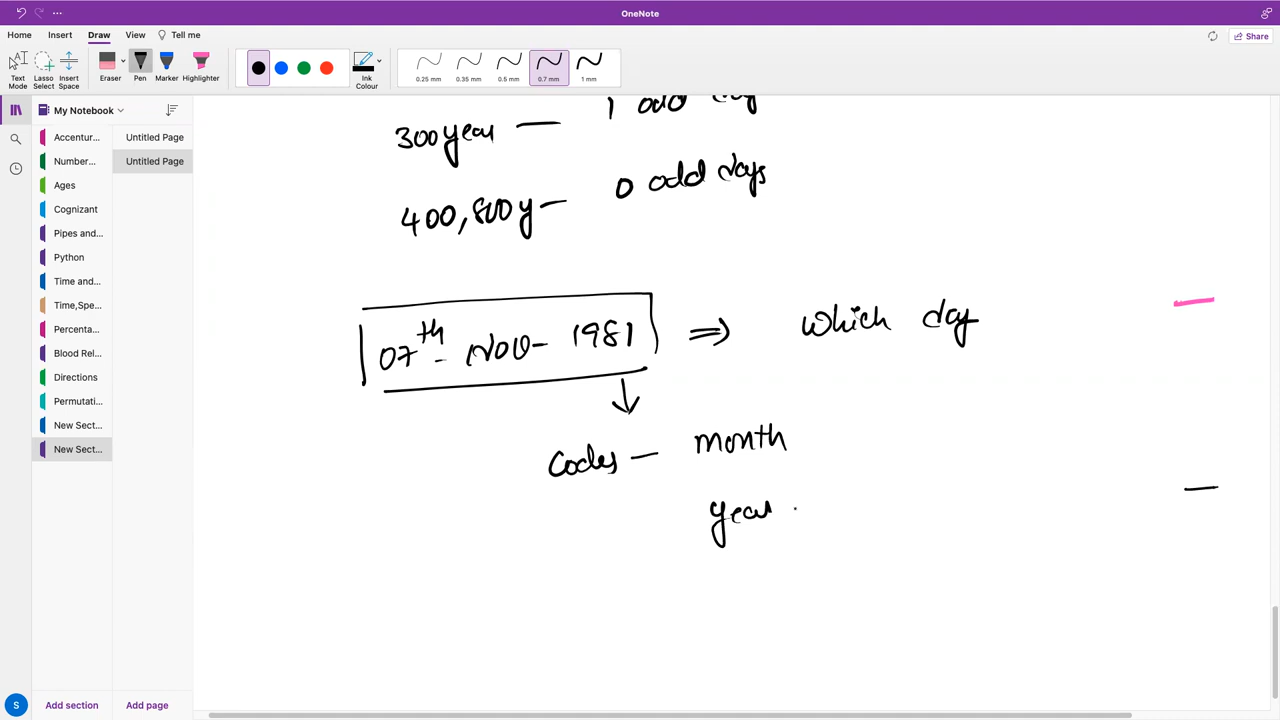 OneNote
Home Insert Draw View Tell me
Share
Text Mode
Lasso Select
Insert Space
Eraser
Pen
Marker
Highlighter
0.25 mm
0.35 mm
0.5 mm
0.7 mm
1 mm
Ink Colour
My Notebook
Accentur...
Number...
Ages
Cognizant
Pipes and...
Python
Time and...
Time,Spe...
Percenta...
Blood Rel...
Directions
Permutati...
New Sect...
New Sect...
Untitled Page
Untitled Page
300 year — 1 odd day
400, 800 y — 0 odd days
07th - Nov - 1981 ⇒ which day
↓
Codes — month
year
S
Add section
Add page